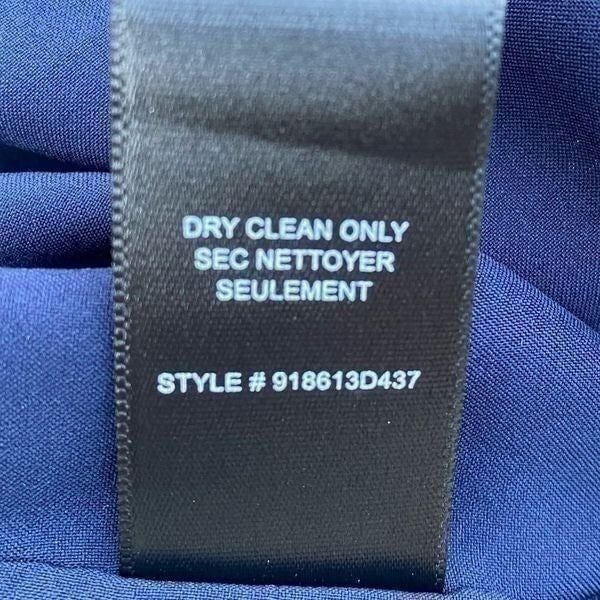 DRY CLEAN ONLY
SEC NETTOYER
SEULEMENT
STYLE # 918613D437